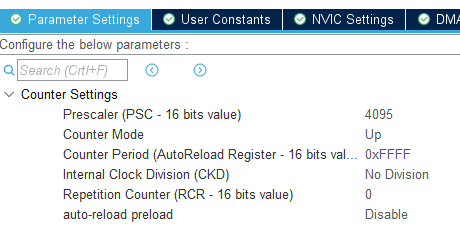 Parameter Settings User Constants NVIC Settings DMA
Configure the below parameters :
Search (Crtl+F)
Counter Settings
Prescaler (PSC - 16 bits value) 4095
Counter Mode Up
Counter Period (AutoReload Register - 16 bits val... 0xFFFF
Internal Clock Division (CKD) No Division
Repetition Counter (RCR - 16 bits value) 0
auto-reload preload Disable